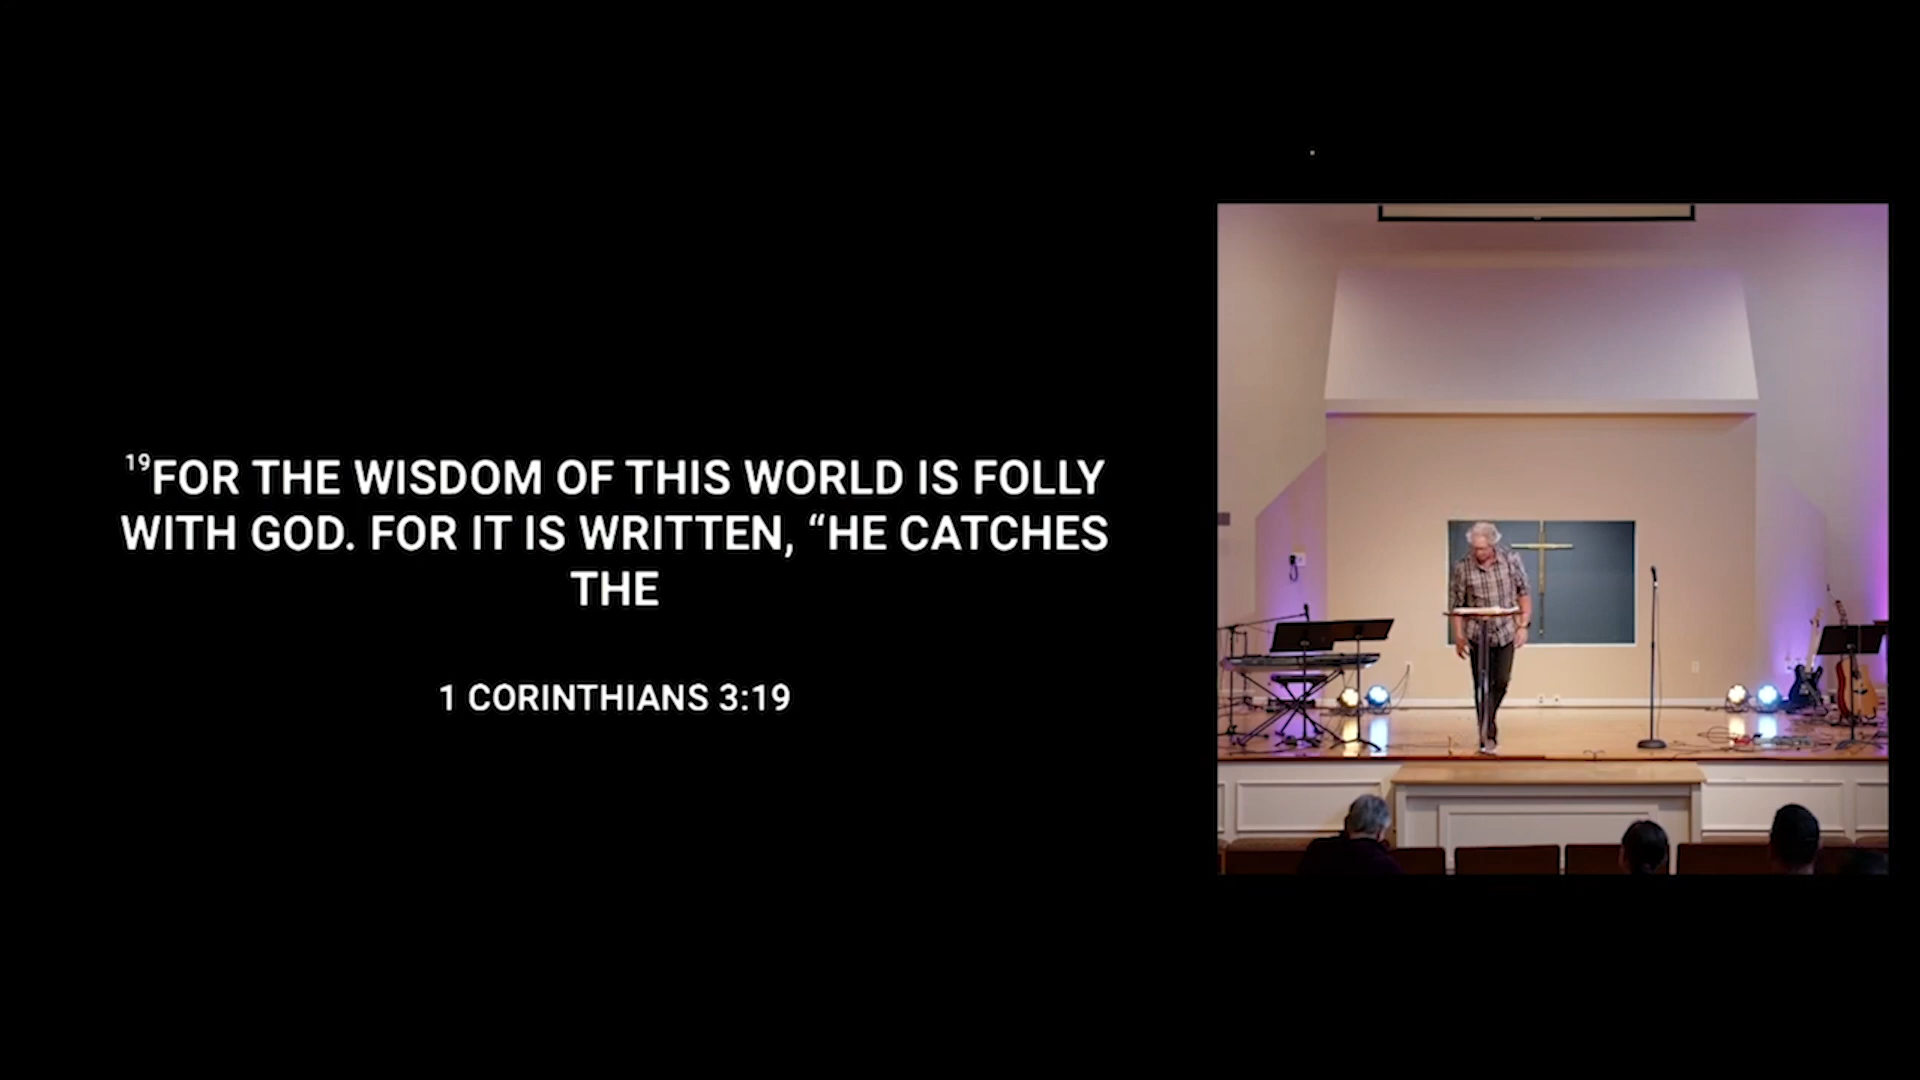 19FOR THE WISDOM OF THIS WORLD IS FOLLY
WITH GOD. FOR IT IS WRITTEN, “HE CATCHES
THE
1 CORINTHIANS 3:19